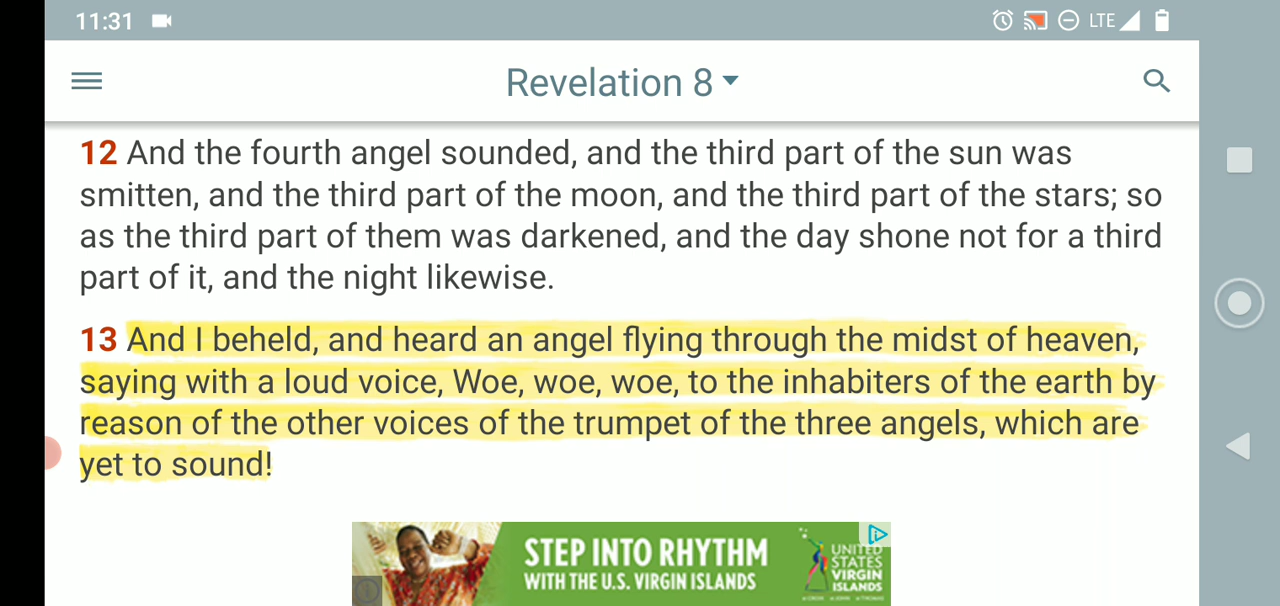 11:31 LTE
Revelation 8
12 And the fourth angel sounded, and the third part of the sun was
smitten, and the third part of the moon, and the third part of the stars; so
as the third part of them was darkened, and the day shone not for a third
part of it, and the night likewise.
13 And I beheld, and heard an angel flying through the midst of heaven,
saying with a loud voice, Woe, woe, woe, to the inhabiters of the earth by
reason of the other voices of the trumpet of the three angels, which are
yet to sound!
STEP INTO RHYTHM
WITH THE U.S. VIRGIN ISLANDS
UNITED
STATES
VIRGIN
ISLANDS